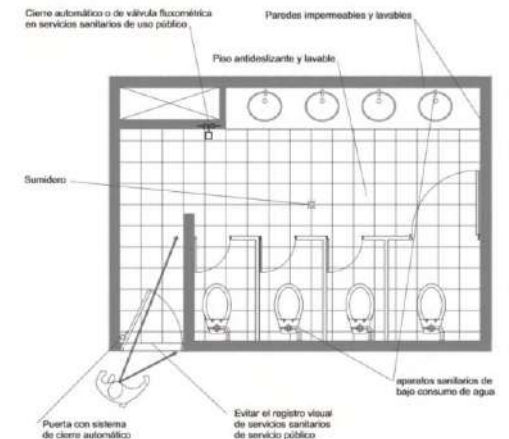 Cierre automático o de válvula fluxométrica
en servicios sanitarios de uso público
Paredes impermeables y lavables
Piso antideslizante y lavable
Sumidero
aparatos sanitarios de
bajo consumo de agua
Puerta con sistema
de cierre automático
Evitar el registro visual
de servicios sanitarios
de servicio público